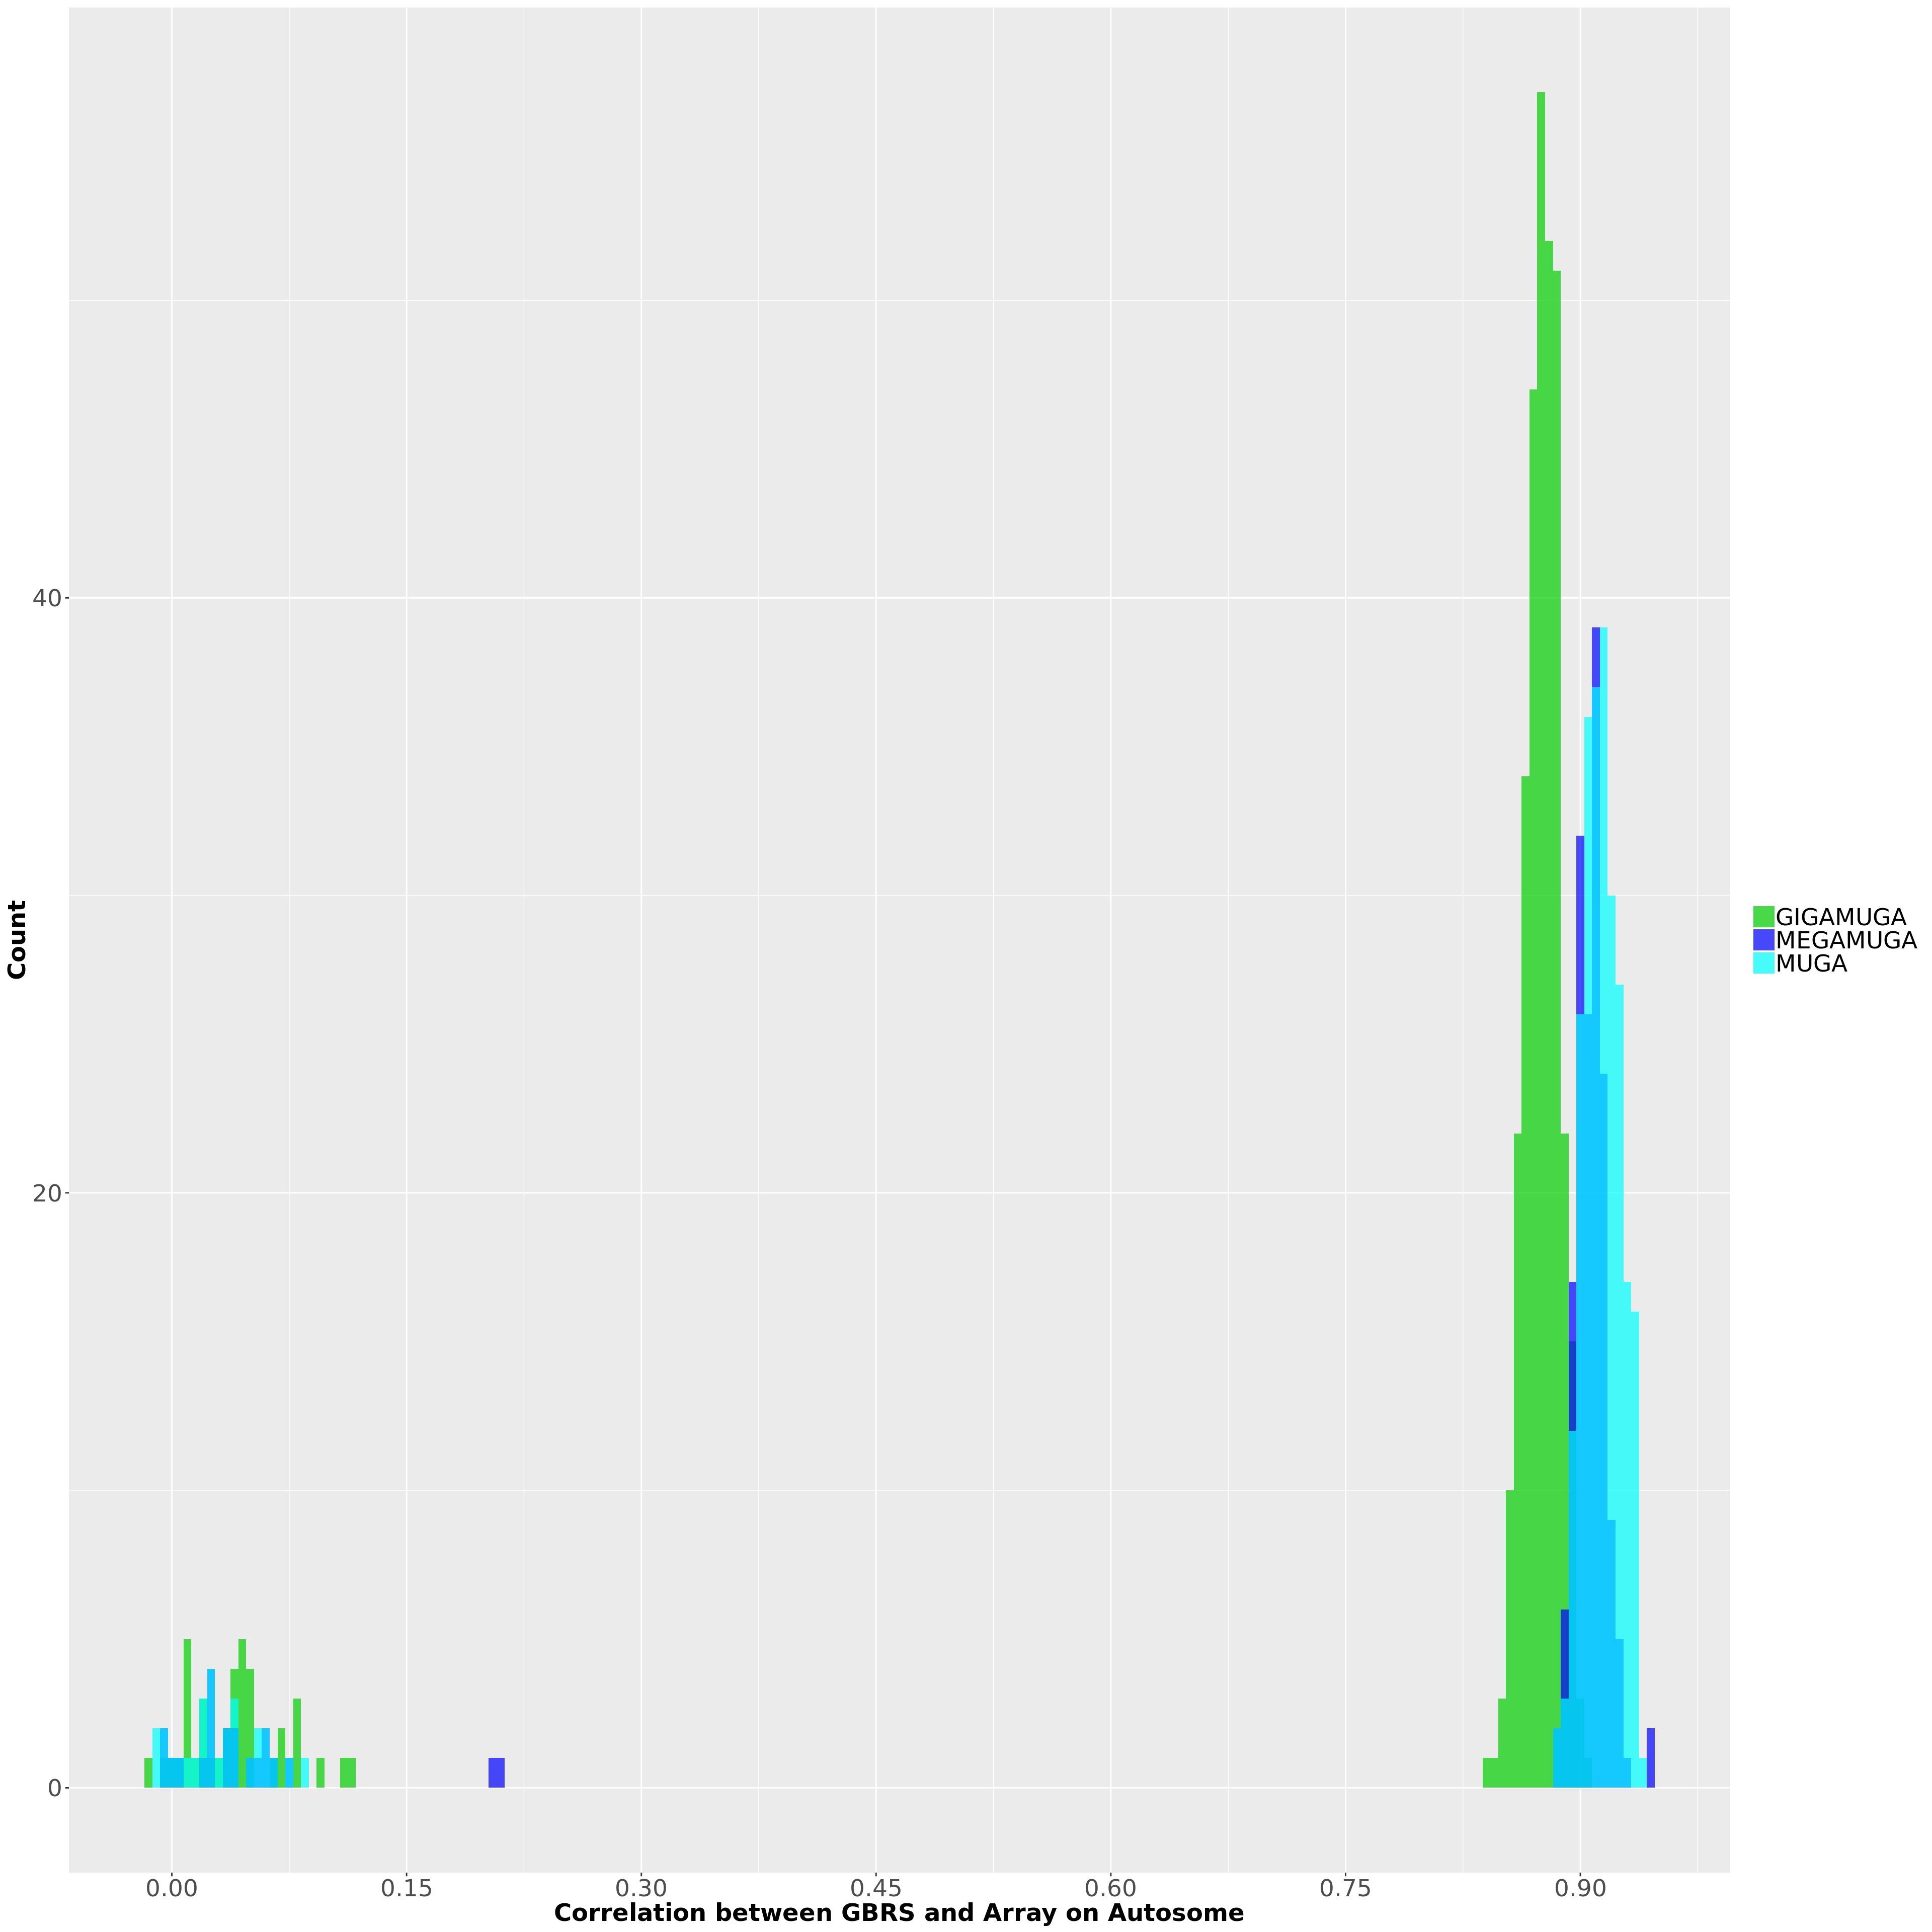 40
20
0
Count
0.00 0.15 0.30 0.45 0.60 0.75 0.90
Correlation between GBRS and Array on Autosome
GIGAMUGA
MEGAMUGA
MUGA